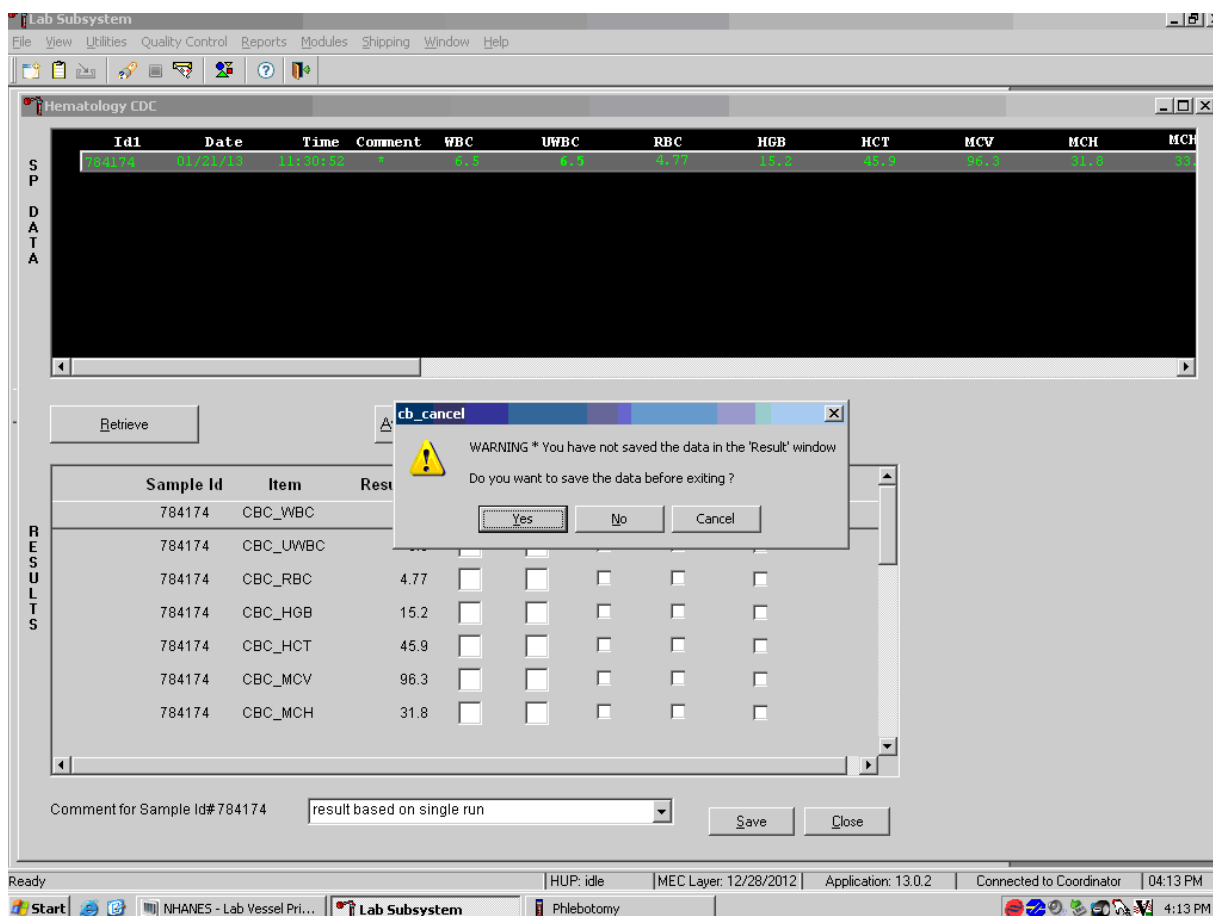 Lab Subsystem
File View Utilities Quality Control Reports Modules Shipping Window Help
Hematology CDC
Id1 Date Time Comment WBC UWBC RBC HGB HCT MCV MCH MCH
784174 01/21/13 11:30:52 * 6.5 6.5 4.77 15.2 45.9 96.3 31.8 33.
SP DATA
Retrieve
cb_cancel
WARNING * You have not saved the data in the 'Result' window
Do you want to save the data before exiting ?
Yes No Cancel
Sample Id Item
784174 CBC_WBC
784174 CBC_UWBC
784174 CBC_RBC 4.77
784174 CBC_HGB 15.2
784174 CBC_HCT 45.9
784174 CBC_MCV 96.3
784174 CBC_MCH 31.8
RESULTS
Comment for Sample Id# 784174 result based on single run
Save Close
Ready HUP: idle MEC Layer: 12/28/2012 Application: 13.0.2 Connected to Coordinator 04:13 PM
Start NHANES - Lab Vessel Pri... Lab Subsystem Phlebotomy 4:13 PM